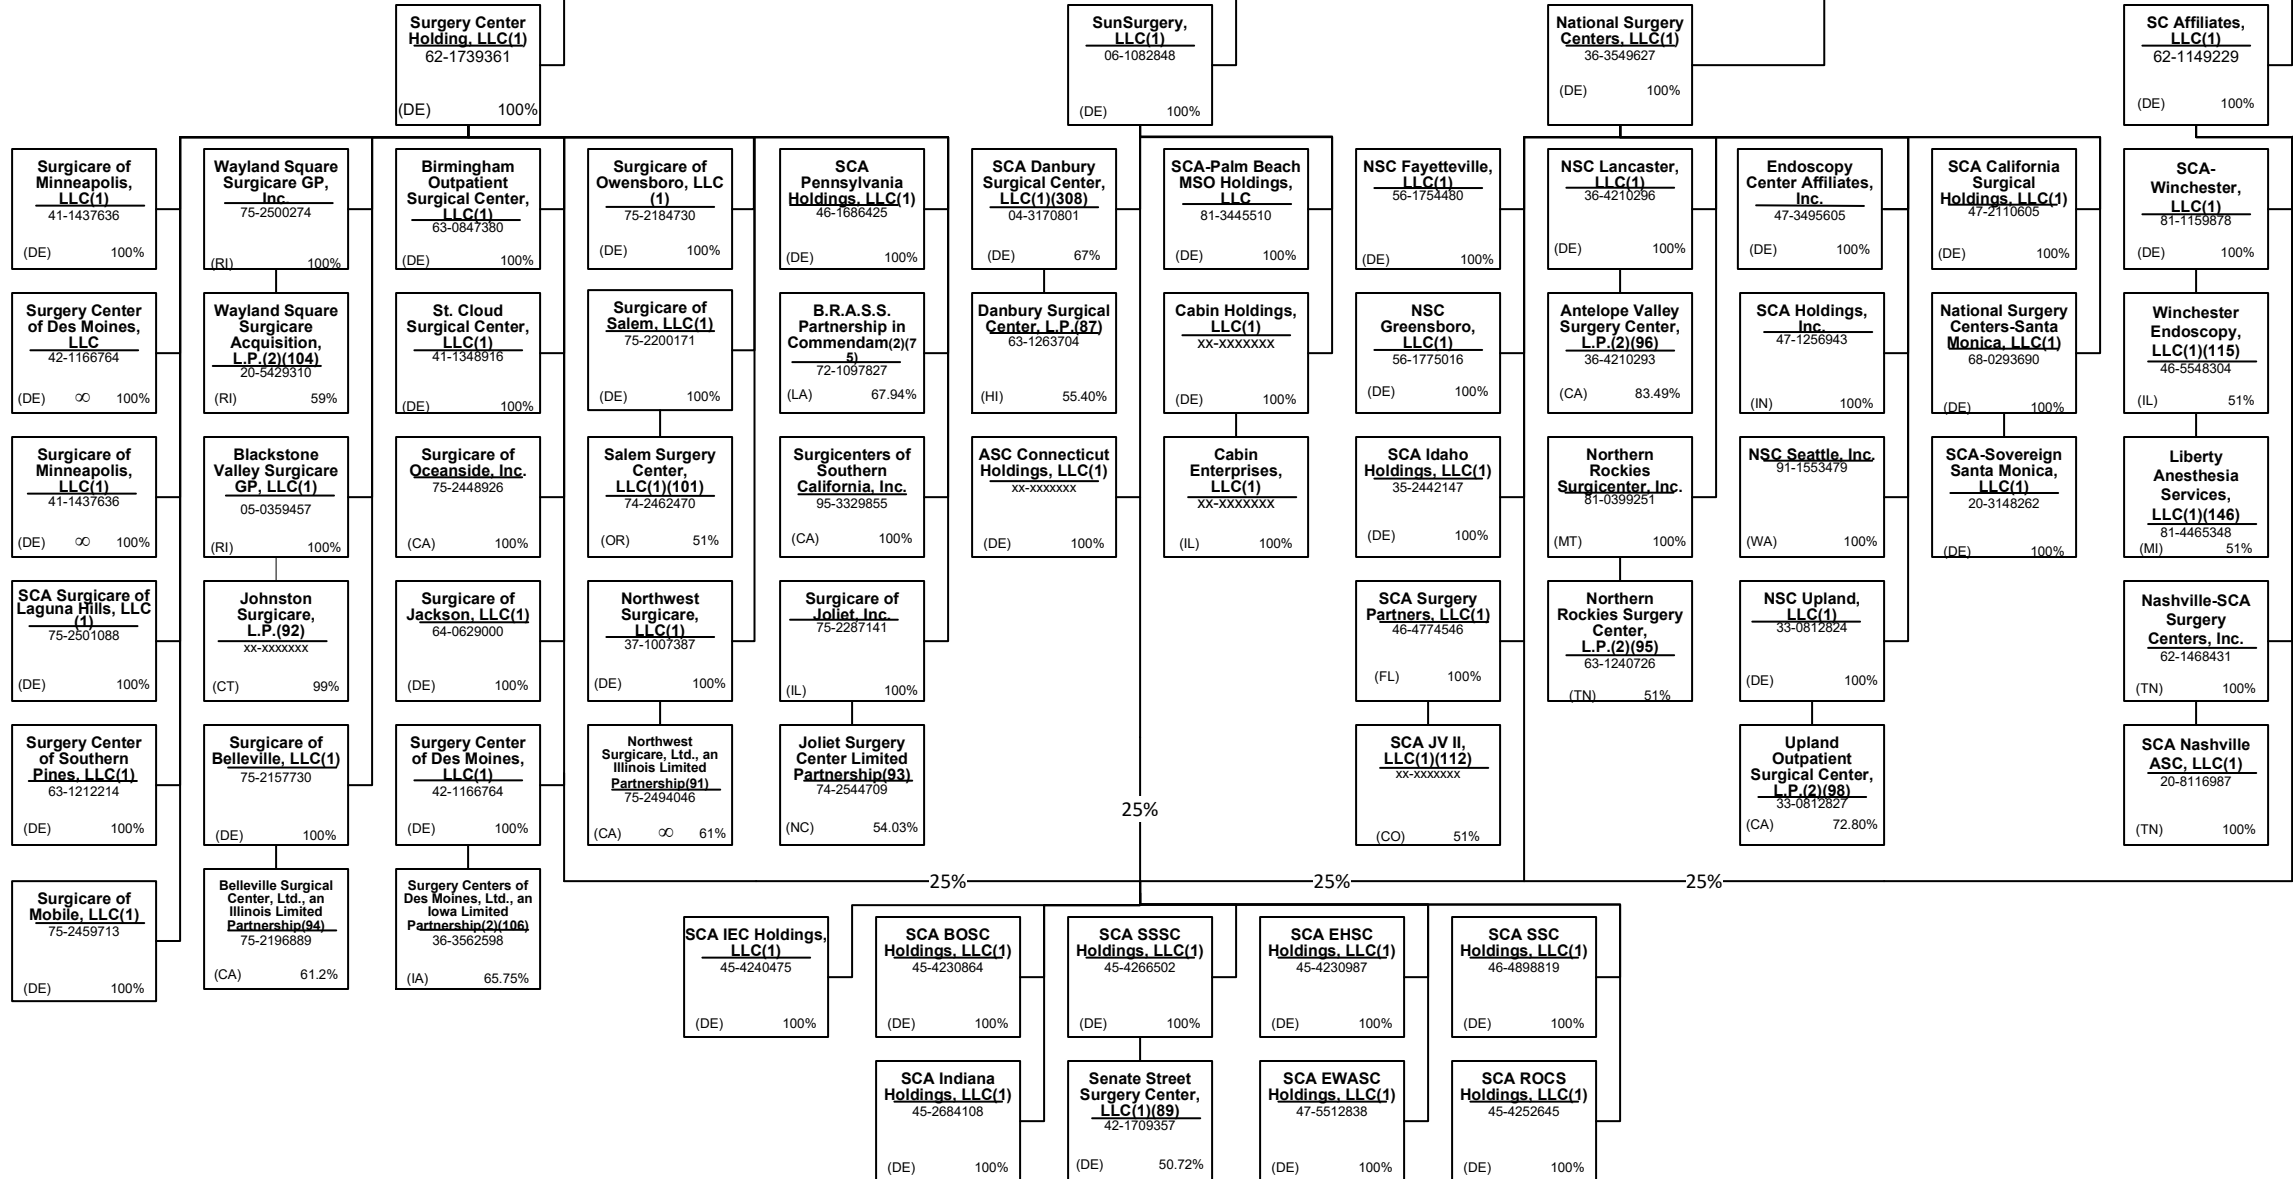 Surgery Center
Holding, LLC(1)
62-1739361
(DE) 100%
SunSurgery,
LLC(1)
06-1082848
(DE) 100%
National Surgery
Centers, LLC(1)
36-3549627
(DE) 100%
SC Affiliates,
LLC(1)
62-1149229
(DE) 100%
Surgicare of
Minneapolis,
LLC(1)
41-1437636
(DE) 100%
Wayland Square
Surgicare GP,
Inc.
75-2500274
(RI) 100%
Birmingham
Outpatient
Surgical Center,
LLC(1)
63-0847380
(DE) 100%
Surgicare of
Owensboro, LLC
(1)
75-2184730
(DE) 100%
SCA
Pennsylvania
Holdings, LLC(1)
46-1686425
(DE) 100%
SCA Danbury
Surgical Center,
LLC(1)(308)
04-3170801
(DE) 67%
SCA-Palm Beach
MSO Holdings,
LLC
81-3445510
(DE) 100%
NSC Fayetteville,
LLC(1)
56-1754480
(DE) 100%
NSC Lancaster,
LLC(1)
36-4210296
(DE) 100%
Endoscopy
Center Affiliates,
Inc.
47-3495605
(DE) 100%
SCA California
Surgical
Holdings, LLC(1)
47-2110605
(DE) 100%
SCA-
Winchester,
LLC(1)
81-1159878
(DE) 100%
Surgery Center
of Des Moines,
LLC
42-1166764
(DE) ∞ 100%
Wayland Square
Surgicare
Acquisition,
L.P.(2)(104)
20-5429310
(RI) 59%
St. Cloud
Surgical Center,
LLC(1)
41-1348916
(DE) 100%
Surgicare of
Salem, LLC(1)
75-2200171
(DE) 100%
B.R.A.S.S.
Partnership in
Commendam(2)(7
5)
72-1097827
(LA) 67.94%
Danbury Surgical
Center, L.P.(87)
63-1263704
(HI) 55.40%
Cabin Holdings,
LLC(1)
xx-xxxxxxx
(DE) 100%
NSC
Greensboro,
LLC(1)
56-1775016
(DE) 100%
Antelope Valley
Surgery Center,
L.P.(2)(96)
36-4210293
(CA) 83.49%
SCA Holdings,
Inc.
47-1256943
(IN) 100%
National Surgery
Centers-Santa
Monica, LLC(1)
68-0293690
(DE) 100%
Winchester
Endoscopy,
LLC(1)(115)
46-5548304
(IL) 51%
Surgicare of
Minneapolis,
LLC(1)
41-1437636
(DE) ∞ 100%
Blackstone
Valley Surgicare
GP, LLC(1)
05-0359457
(RI) 100%
Surgicare of
Oceanside, Inc.
75-2448926
(CA) 100%
Salem Surgery
Center,
LLC(1)(101)
74-2462470
(OR) 51%
Surgicenters of
Southern
California, Inc.
95-3329855
(CA) 100%
ASC Connecticut
Holdings, LLC(1)
xx-xxxxxxx
(DE) 100%
Cabin
Enterprises,
LLC(1)
xx-xxxxxxx
(IL) 100%
SCA Idaho
Holdings, LLC(1)
35-2442147
(DE) 100%
Northern
Rockies
Surgicenter, Inc.
81-0399251
(MT) 100%
NSC Seattle, Inc.
91-1553479
(WA) 100%
SCA-Sovereign
Santa Monica,
LLC(1)
20-3148262
(DE) 100%
Liberty
Anesthesia
Services,
LLC(1)(146)
81-4465348
(MI) 51%
SCA Surgicare of
Laguna Hills, LLC
(1)
75-2501088
(DE) 100%
Johnston
Surgicare,
L.P.(92)
xx-xxxxxxx
(CT) 99%
Surgicare of
Jackson, LLC(1)
64-0629000
(DE) 100%
Northwest
Surgicare,
LLC(1)
37-1007387
(DE) 100%
Surgicare of
Joliet, Inc.
75-2287141
(IL) 100%
SCA Surgery
Partners, LLC(1)
46-4774546
(FL) 100%
Northern
Rockies Surgery
Center,
L.P.(2)(95)
63-1240726
(TN) 51%
NSC Upland,
LLC(1)
33-0812824
(DE) 100%
Nashville-SCA
Surgery
Centers, Inc.
62-1468431
(TN) 100%
Surgery Center
of Southern
Pines, LLC(1)
63-1212214
(DE) 100%
Surgicare of
Belleville, LLC(1)
75-2157730
(DE) 100%
Surgery Center
of Des Moines,
LLC(1)
42-1166764
(DE) 100%
Northwest
Surgicare, Ltd., an
Illinois Limited
Partnership(91)
75-2494046
(CA) ∞ 61%
Joliet Surgery
Center Limited
Partnership(93)
74-2544709
(NC) 54.03%
25%
SCA JV II,
LLC(1)(112)
xx-xxxxxxx
(CO) 51%
Upland
Outpatient
Surgical Center,
L.P.(2)(98)
33-0812827
(CA) 72.80%
SCA Nashville
ASC, LLC(1)
20-8116987
(TN) 100%
25% 25% 25%
Surgicare of
Mobile, LLC(1)
75-2459713
(DE) 100%
Belleville Surgical
Center, Ltd., an
Illinois Limited
Partnership(94)
75-2196889
(CA) 61.2%
Surgery Centers of
Des Moines, Ltd., an
Iowa Limited
Partnership(2)(106)
36-3562598
(IA) 65.75%
SCA IEC Holdings,
LLC(1)
45-4240475
(DE) 100%
SCA BOSC
Holdings, LLC(1)
45-4230864
(DE) 100%
SCA SSSC
Holdings, LLC(1)
45-4266502
(DE) 100%
SCA EHSC
Holdings, LLC(1)
45-4230987
(DE) 100%
SCA SSC
Holdings, LLC(1)
46-4898819
(DE) 100%
SCA Indiana
Holdings, LLC(1)
45-2684108
(DE) 100%
Senate Street
Surgery Center,
LLC(1)(89)
42-1709357
(DE) 50.72%
SCA EWASC
Holdings, LLC(1)
47-5512838
(DE) 100%
SCA ROCS
Holdings, LLC(1)
45-4252645
(DE) 100%